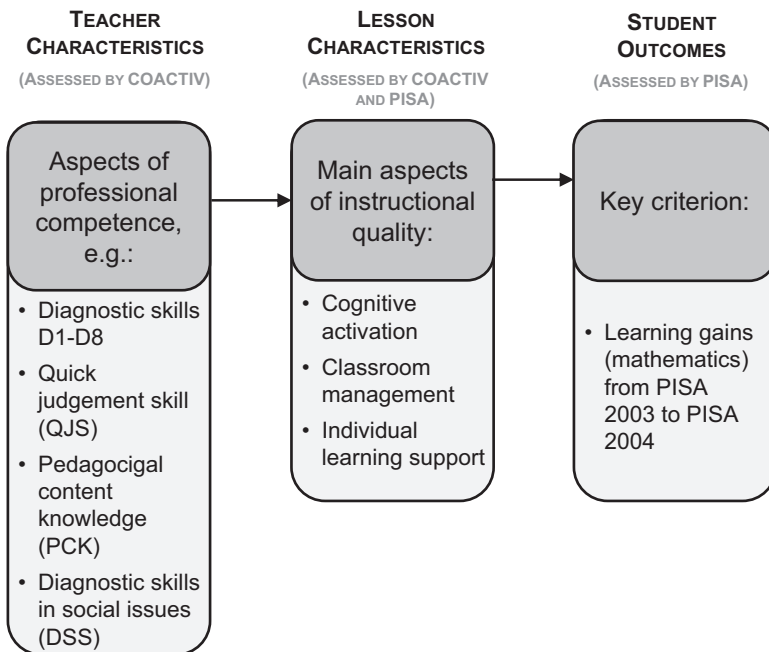 TEACHER
CHARACTERISTICS
(ASSESSED BY COACTIV)
LESSON
CHARACTERISTICS
(ASSESSED BY COACTIV
AND PISA)
STUDENT
OUTCOMES
(ASSESSED BY PISA)
Aspects of
professional
competence,
e.g.:
• Diagnostic skills
D1-D8
• Quick
judgement skill
(QJS)
• Pedagocigal
content
knowledge
(PCK)
• Diagnostic skills
in social issues
(DSS)
Main aspects
of instructional
quality:
• Cognitive
activation
• Classroom
management
• Individual
learning support
Key criterion:
• Learning gains
(mathematics)
from PISA
2003 to PISA
2004